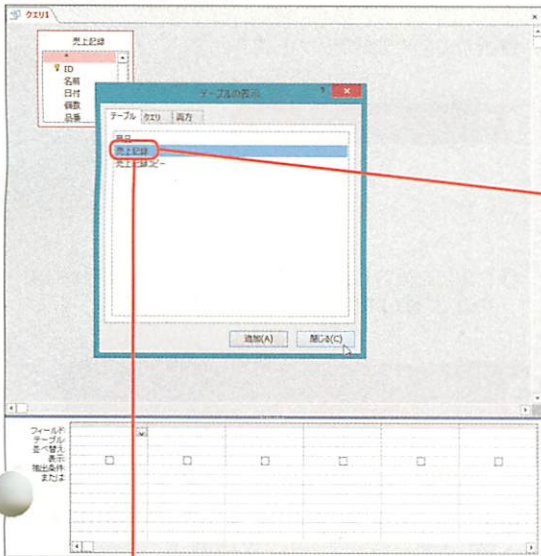 クエリ1
売上記録
*
ID
名前
日付
個数
品番
テーブルの表示
テーブル クエリ 両方
商品
売上記録
売上記録コピー
追加(A) 閉じる(C)
フィールド:
テーブル:
並べ替え:
表示:
抽出条件:
または: